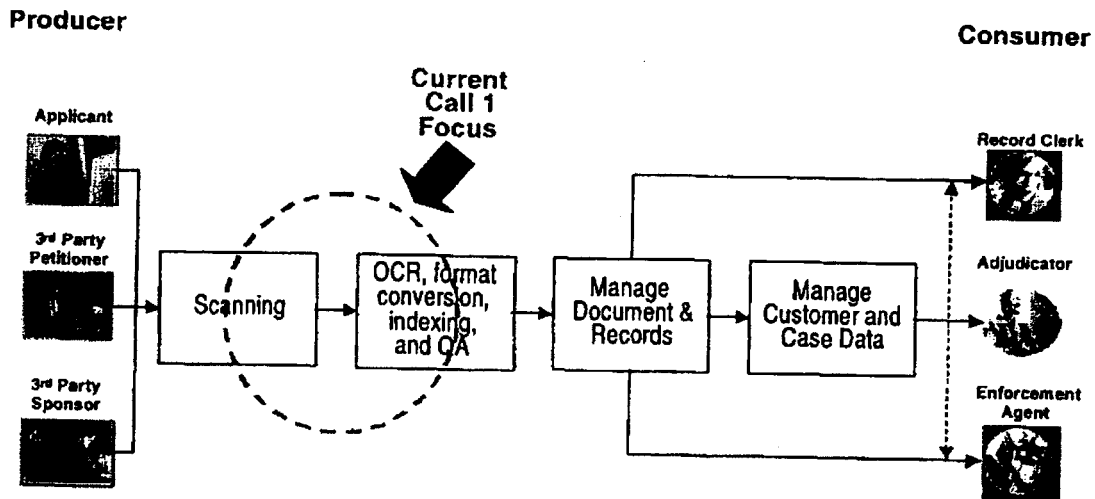 Producer
Consumer
Current
Call 1
Focus
Applicant
3rd Party
Petitioner
3rd Party
Sponsor
Scanning
OCR, format
conversion,
indexing,
and QA
Manage
Document &
Records
Manage
Customer and
Case Data
Record Clerk
Adjudicator
Enforcement
Agent